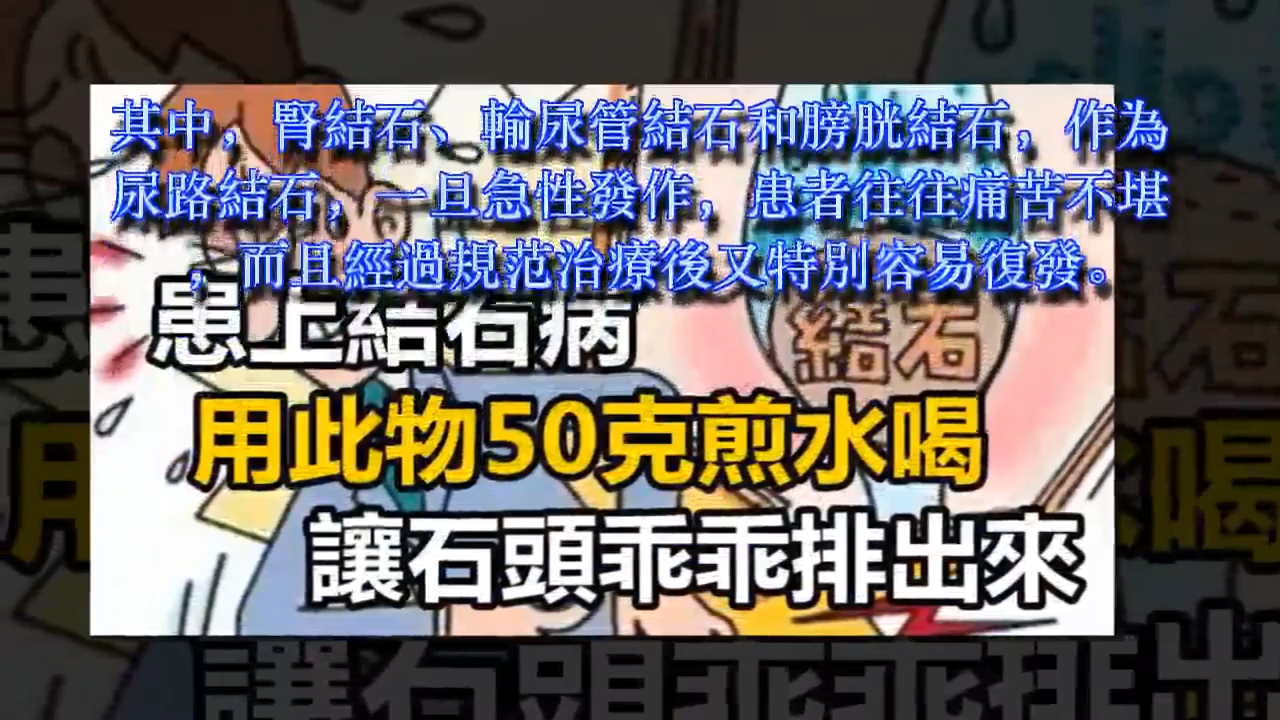 其中，腎結石、輸尿管結石和膀胱結石，作為
尿路結石，一旦急性發作，患者往往痛苦不堪
，而且經過規范治療後又特別容易復發。
結石
患上結石病
用此物50克煎水喝
讓石頭乖乖排出來